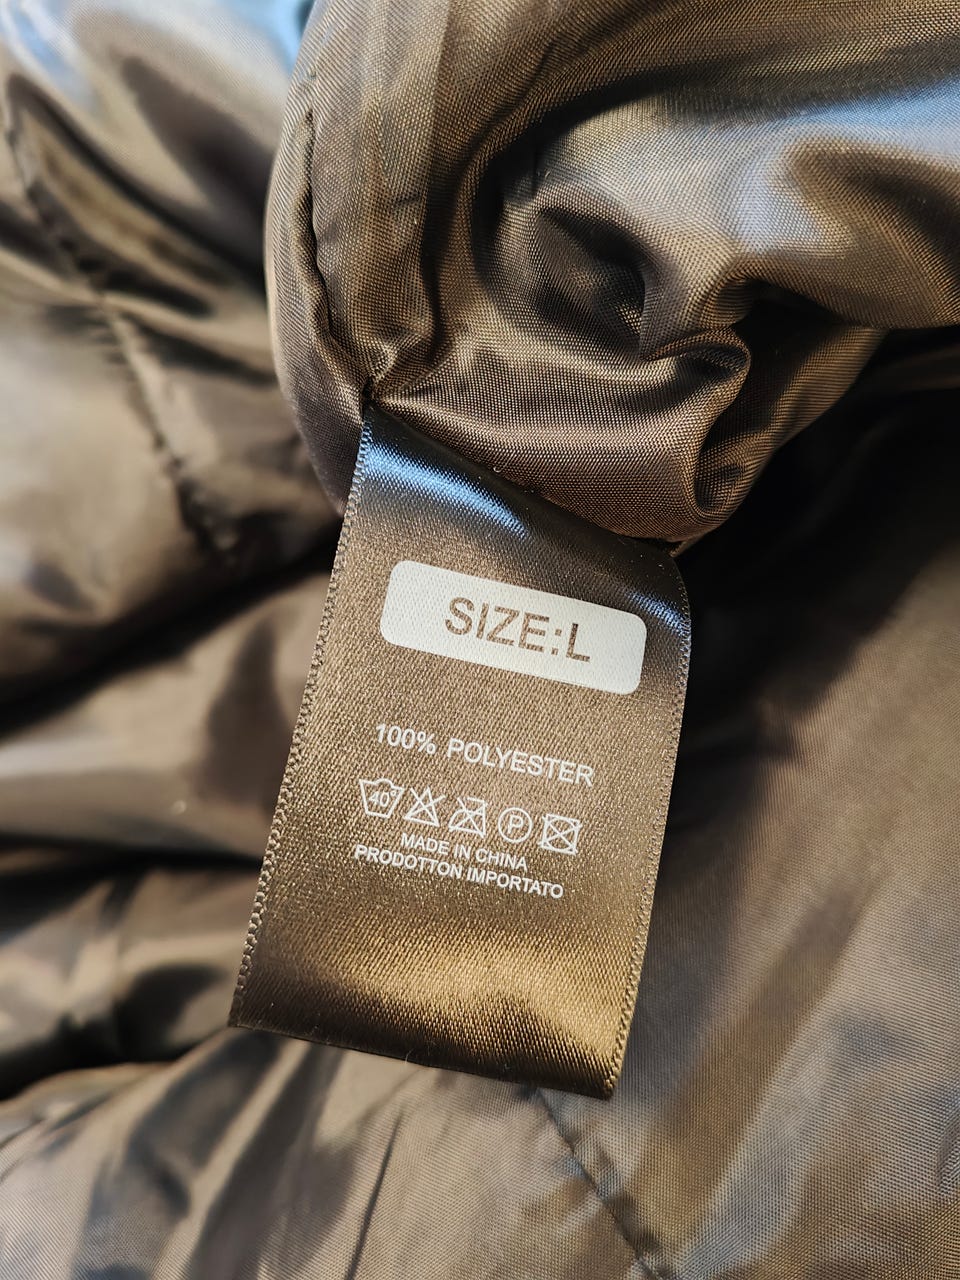 SIZE:L
100% POLYESTER
40° P
MADE IN CHINA
PRODOTTON IMPORTATO